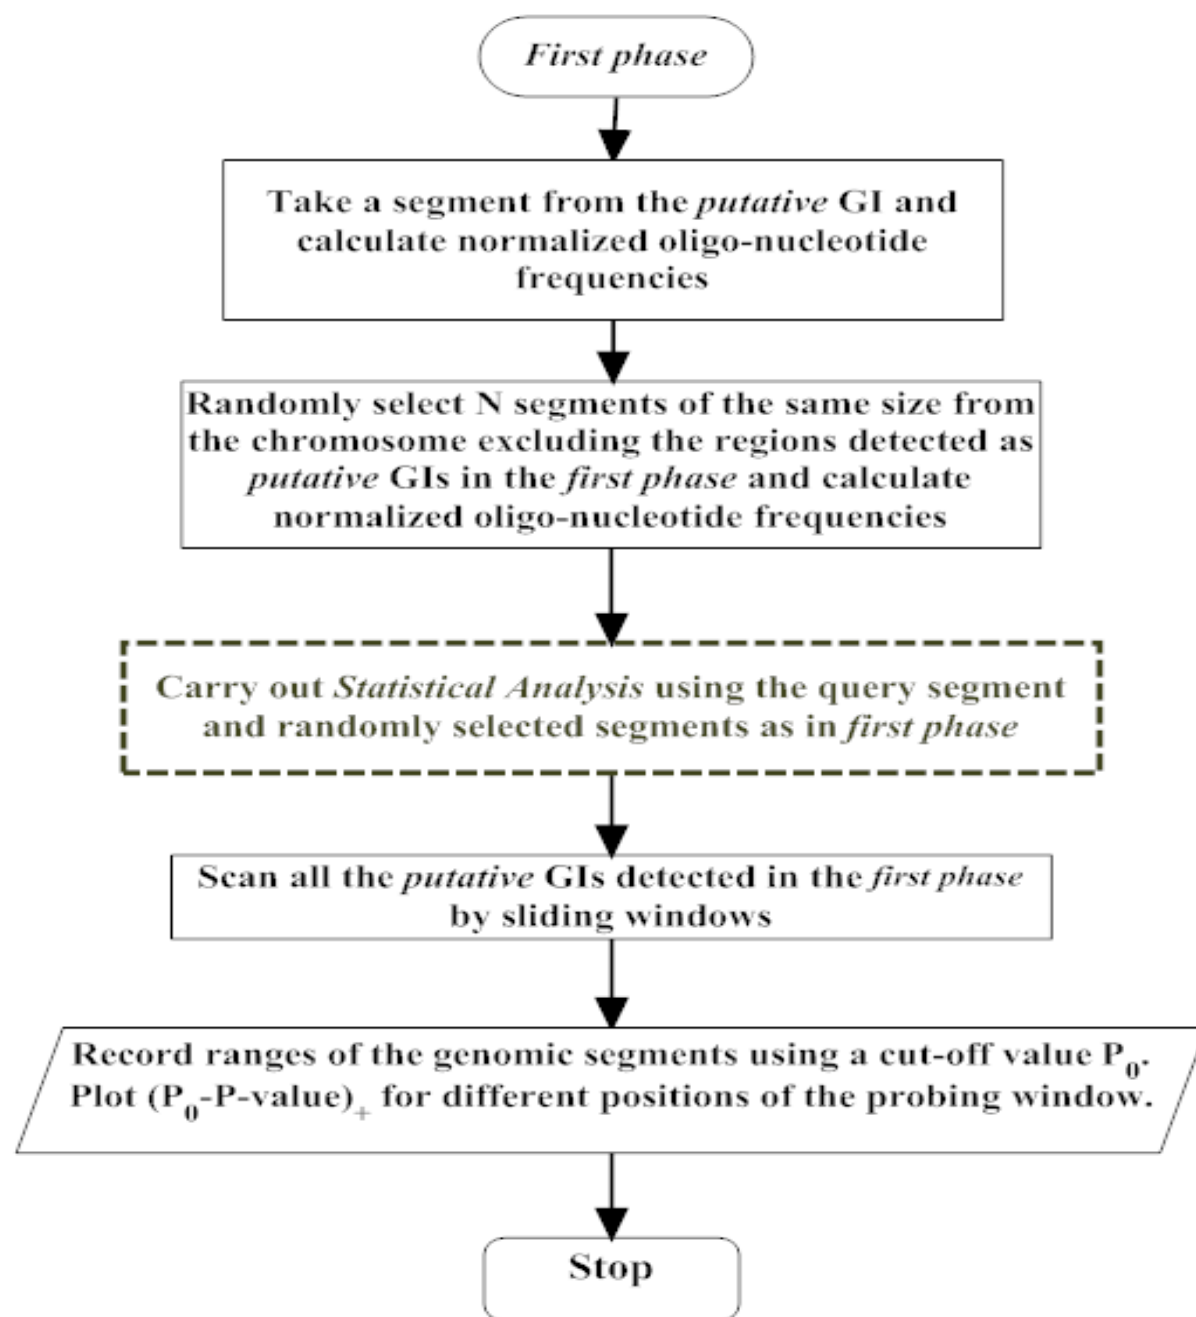 First phase
Take a segment from the putative GI and
calculate normalized oligo-nucleotide
frequencies
Randomly select N segments of the same size from
the chromosome excluding the regions detected as
putative GIs in the first phase and calculate
normalized oligo-nucleotide frequencies
Carry out Statistical Analysis using the query segment
and randomly selected segments as in first phase
Scan all the putative GIs detected in the first phase
by sliding windows
Record ranges of the genomic segments using a cut-off value P₀.
Plot (P₀-P-value)₊ for different positions of the probing window.
Stop